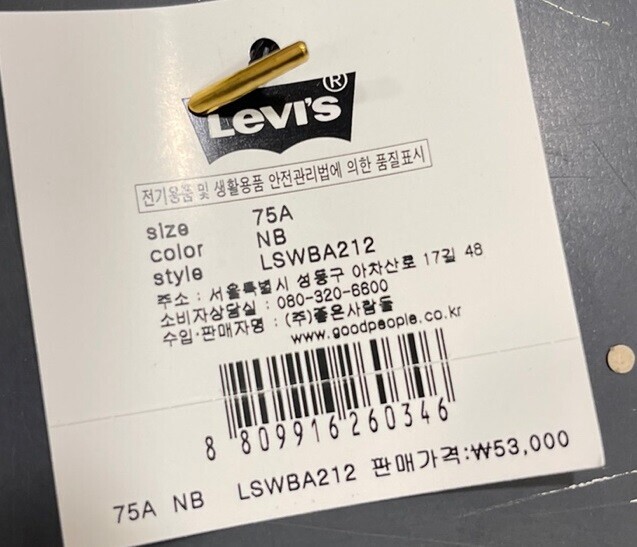 Levi's®
전기용품 및 생활용품 안전관리법에 의한 품질표시
size 75A
color NB
style LSWBA212
주소 : 서울특별시 성동구 아차산로 17길 48
소비자상담실 : 080-320-6600
수입·판매자명 : (주)좋은사람들
www.goodpeople.co.kr
8 809916 260346
75A NB LSWBA212 판매가격:₩53,000